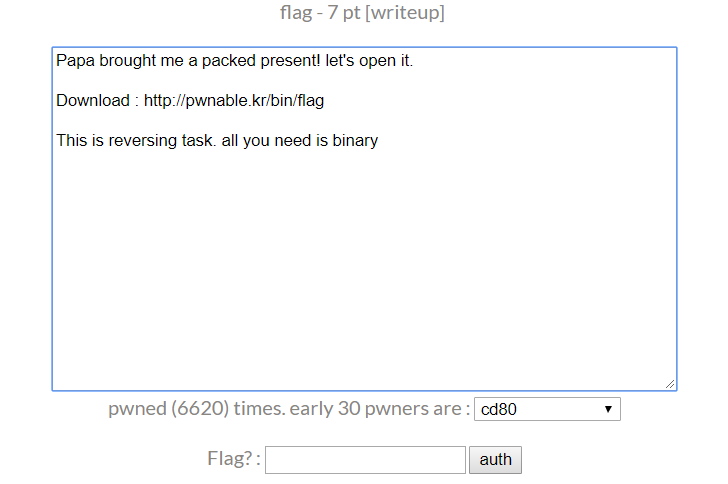 flag - 7 pt [writeup]
Papa brought me a packed present! let's open it.
Download : http://pwnable.kr/bin/flag
This is reversing task. all you need is binary
pwned (6620) times. early 30 pwners are : cd80
Flag? : auth